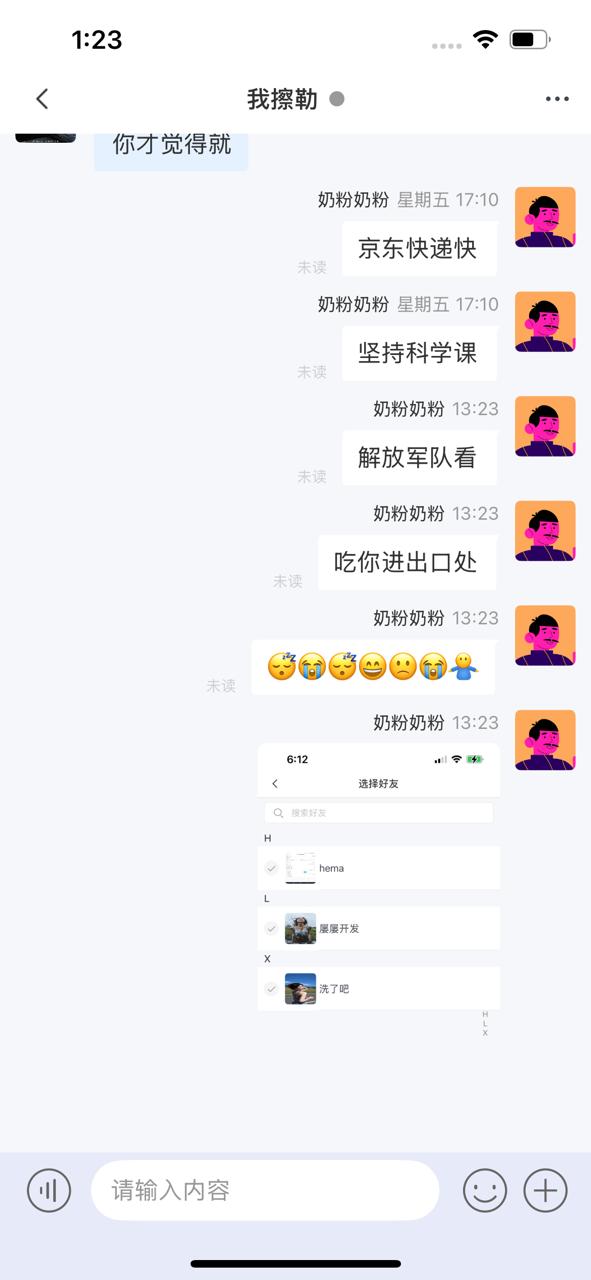 1:23
我擦勒
你才觉得就
奶粉奶粉 星期五 17:10
京东快递快
未读
奶粉奶粉 星期五 17:10
坚持科学课
未读
奶粉奶粉 13:23
解放军队看
未读
奶粉奶粉 13:23
吃你进出口处
未读
奶粉奶粉 13:23
😴😭😴😄🙁😭🤷‍♂️
未读
奶粉奶粉 13:23
6:12
选择好友
搜索好友
H
hema
L
屡屡开发
X
洗了吧
H
L
X
请输入内容